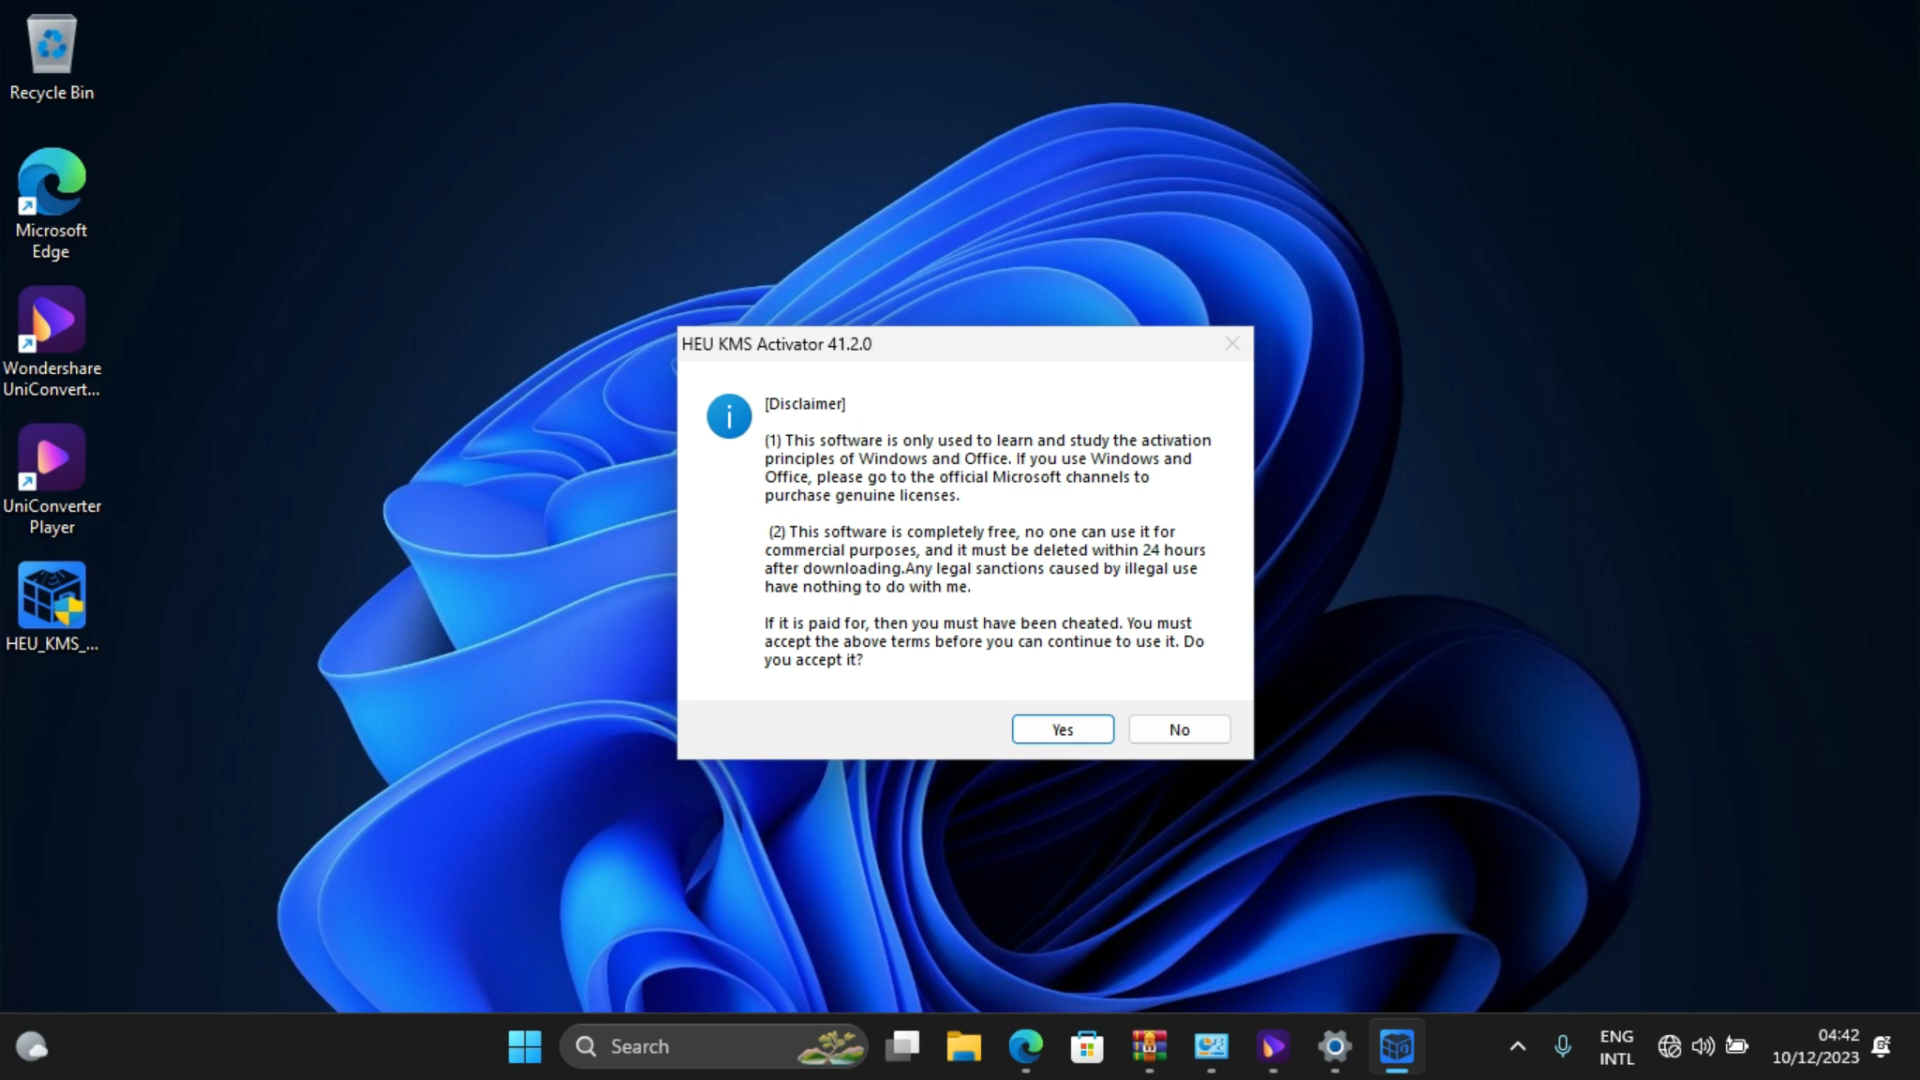 Recycle Bin
Microsoft
Edge
Wondershare
UniConvert...
UniConverter
Player
HEU_KMS_...
HEU KMS Activator 41.2.0
[Disclaimer]
(1) This software is only used to learn and study the activation
principles of Windows and Office. If you use Windows and
Office, please go to the official Microsoft channels to
purchase genuine licenses.
(2) This software is completely free, no one can use it for
commercial purposes, and it must be deleted within 24 hours
after downloading.Any legal sanctions caused by illegal use
have nothing to do with me.
If it is paid for, then you must have been cheated. You must
accept the above terms before you can continue to use it. Do
you accept it?
Yes
No
Search
ENG
INTL
04:42
10/12/2023